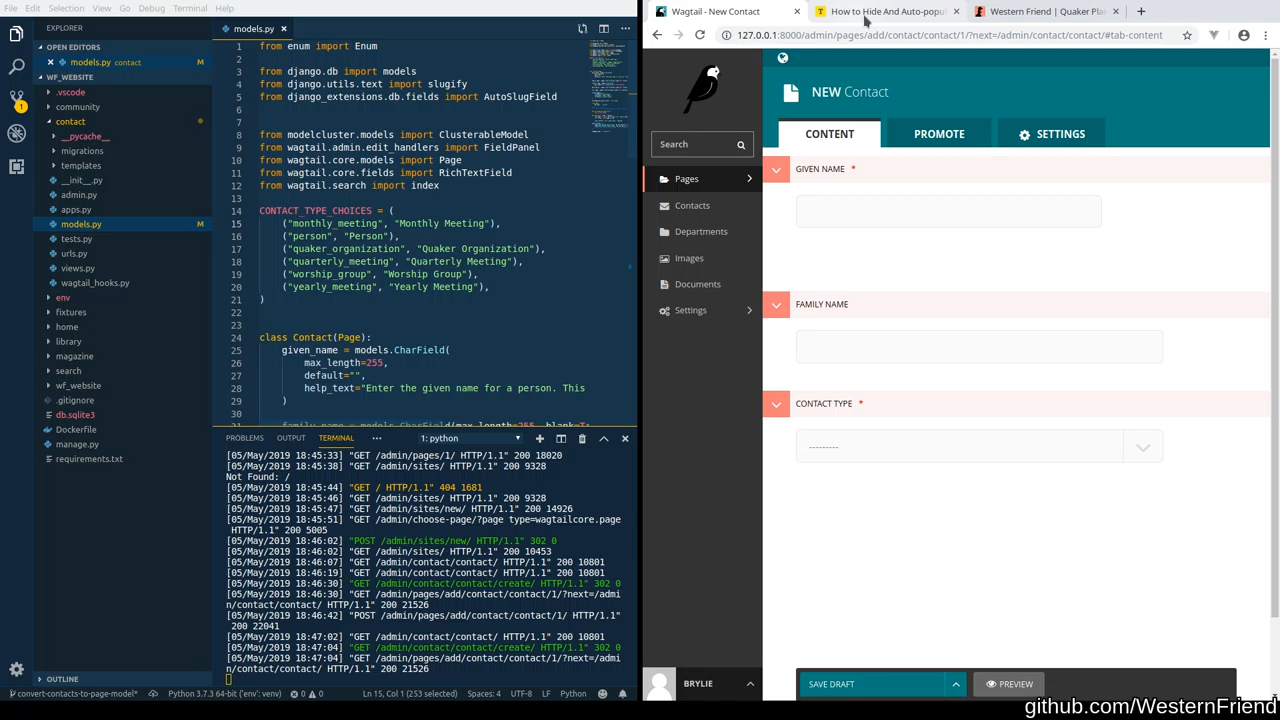 File Edit Selection View Go Debug Terminal Help
EXPLORER
OPEN EDITORS
models.py contact M
WF_WEBSITE
.vscode
community
contact
__pycache__
migrations
templates
__init__.py
admin.py
apps.py
models.py M
tests.py
urls.py
views.py
wagtail_hooks.py
env
fixtures
home
library
magazine
search
wf_website
.gitignore
db.sqlite3
Dockerfile
manage.py
requirements.txt
OUTLINE
1
models.py
1 from enum import Enum
2
3 from django.db import models
4 from django.utils.text import slugify
5 from django_extensions.db.fields import AutoSlugField
6
7
8 from modelcluster.models import ClusterableModel
9 from wagtail.admin.edit_handlers import FieldPanel
10 from wagtail.core.models import Page
11 from wagtail.core.fields import RichTextField
12 from wagtail.search import index
13
14 CONTACT_TYPE_CHOICES = (
15 ("monthly_meeting", "Monthly Meeting"),
16 ("person", "Person"),
17 ("quaker_organization", "Quaker Organization"),
18 ("quarterly_meeting", "Quarterly Meeting"),
19 ("worship_group", "Worship Group"),
20 ("yearly_meeting", "Yearly Meeting"),
21 )
22
23
24 class Contact(Page):
25 given_name = models.CharField(
26 max_length=255,
27 default="",
28 help_text="Enter the given name for a person. This
29 )
30
family_name = models.CharField(max_length=255, blank=T
PROBLEMS OUTPUT TERMINAL ••• 1: python
[05/May/2019 18:45:33] "GET /admin/pages/1/ HTTP/1.1" 200 18020
[05/May/2019 18:45:38] "GET /admin/sites/ HTTP/1.1" 200 9328
Not Found: /
[05/May/2019 18:45:44] "GET / HTTP/1.1" 404 1681
[05/May/2019 18:45:46] "GET /admin/sites/ HTTP/1.1" 200 9328
[05/May/2019 18:45:47] "GET /admin/sites/new/ HTTP/1.1" 200 14926
[05/May/2019 18:45:51] "GET /admin/choose-page/?page_type=wagtailcore.page
HTTP/1.1" 200 5005
[05/May/2019 18:46:02] "POST /admin/sites/new/ HTTP/1.1" 302 0
[05/May/2019 18:46:02] "GET /admin/sites/ HTTP/1.1" 200 10453
[05/May/2019 18:46:07] "GET /admin/contact/contact/ HTTP/1.1" 200 10801
[05/May/2019 18:46:19] "GET /admin/contact/contact/ HTTP/1.1" 200 10801
[05/May/2019 18:46:30] "GET /admin/contact/contact/create/ HTTP/1.1" 302 0
[05/May/2019 18:46:30] "GET /admin/pages/add/contact/contact/1/?next=/admi
n/contact/contact/ HTTP/1.1" 200 21526
[05/May/2019 18:46:42] "POST /admin/pages/add/contact/contact/1/ HTTP/1.1"
200 22041
[05/May/2019 18:47:02] "GET /admin/contact/contact/ HTTP/1.1" 200 10801
[05/May/2019 18:47:04] "GET /admin/contact/contact/create/ HTTP/1.1" 302 0
[05/May/2019 18:47:04] "GET /admin/pages/add/contact/contact/1/?next=/admi
n/contact/contact/ HTTP/1.1" 200 21526
convert-contacts-to-page-model* Python 3.7.3 64-bit ('env': venv) 0 0 Ln 15, Col 1 (253 selected) Spaces: 4 UTF-8 LF Python
Wagtail - New Contact
How to Hide And Auto-popul
Western Friend | Quaker Pla
127.0.0.1:8000/admin/pages/add/contact/contact/1/?next=/admin/contact/contact/#tab-content
Search
Pages
Contacts
Departments
Images
Documents
Settings
BRYLIE
NEW Contact
CONTENT PROMOTE SETTINGS
GIVEN NAME *
FAMILY NAME
CONTACT TYPE *
---------
SAVE DRAFT PREVIEW
github.com/WesternFriend